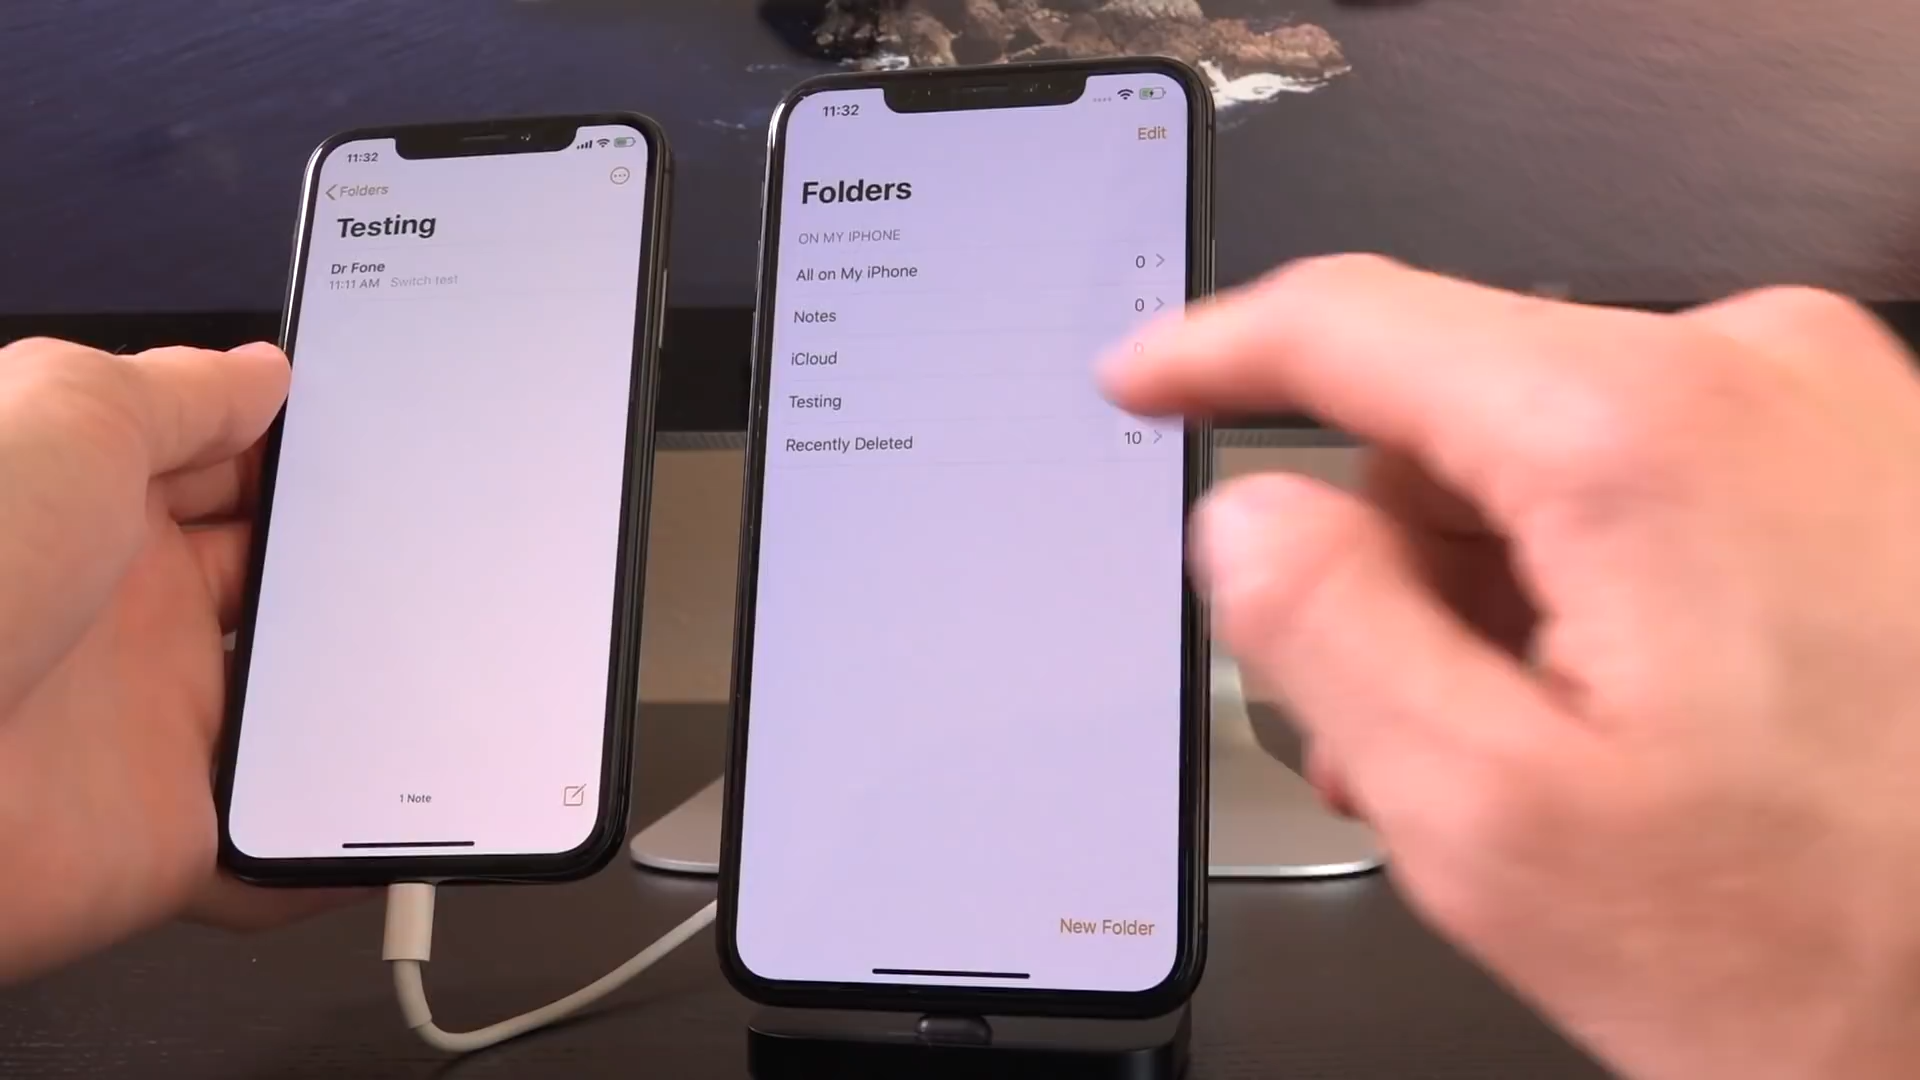 11:32
Folders
Testing
Dr Fone
11:11 AM Switch test
1 Note
11:32
Edit
Folders
ON MY IPHONE
All on My iPhone 0
Notes 0
iCloud 0
Testing
Recently Deleted 10
New Folder